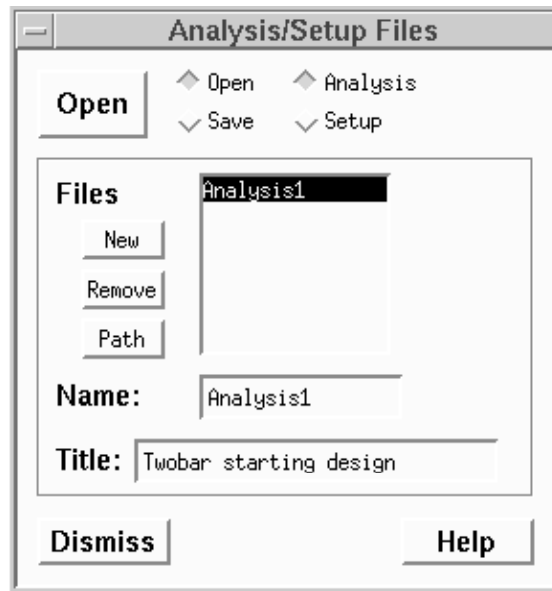 Analysis/Setup Files
Open
Open
Analysis
Save
Setup
Files
Analysis1
New
Remove
Path
Name:
Analysis1
Title:
Twobar starting design
Dismiss
Help